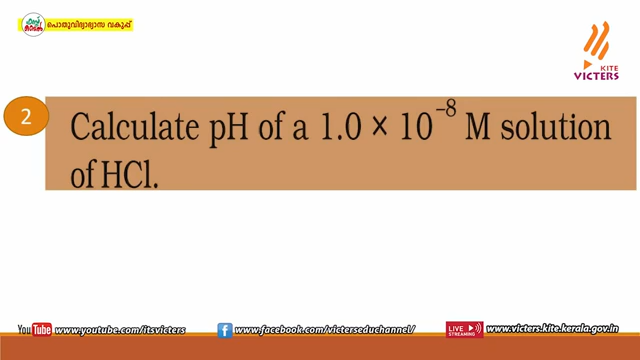 പൊതുവിദ്യാഭ്യാസ വകുപ്പ്
KITE
VICTERS
2
Calculate pH of a 1.0 × 10⁻⁸ M solution
of HCl.
YouTube www.youtube.com/itsvicters
f www.facebook.com/victerseduchannel/
LIVE STREAMING www.victers.kite.kerala.gov.in